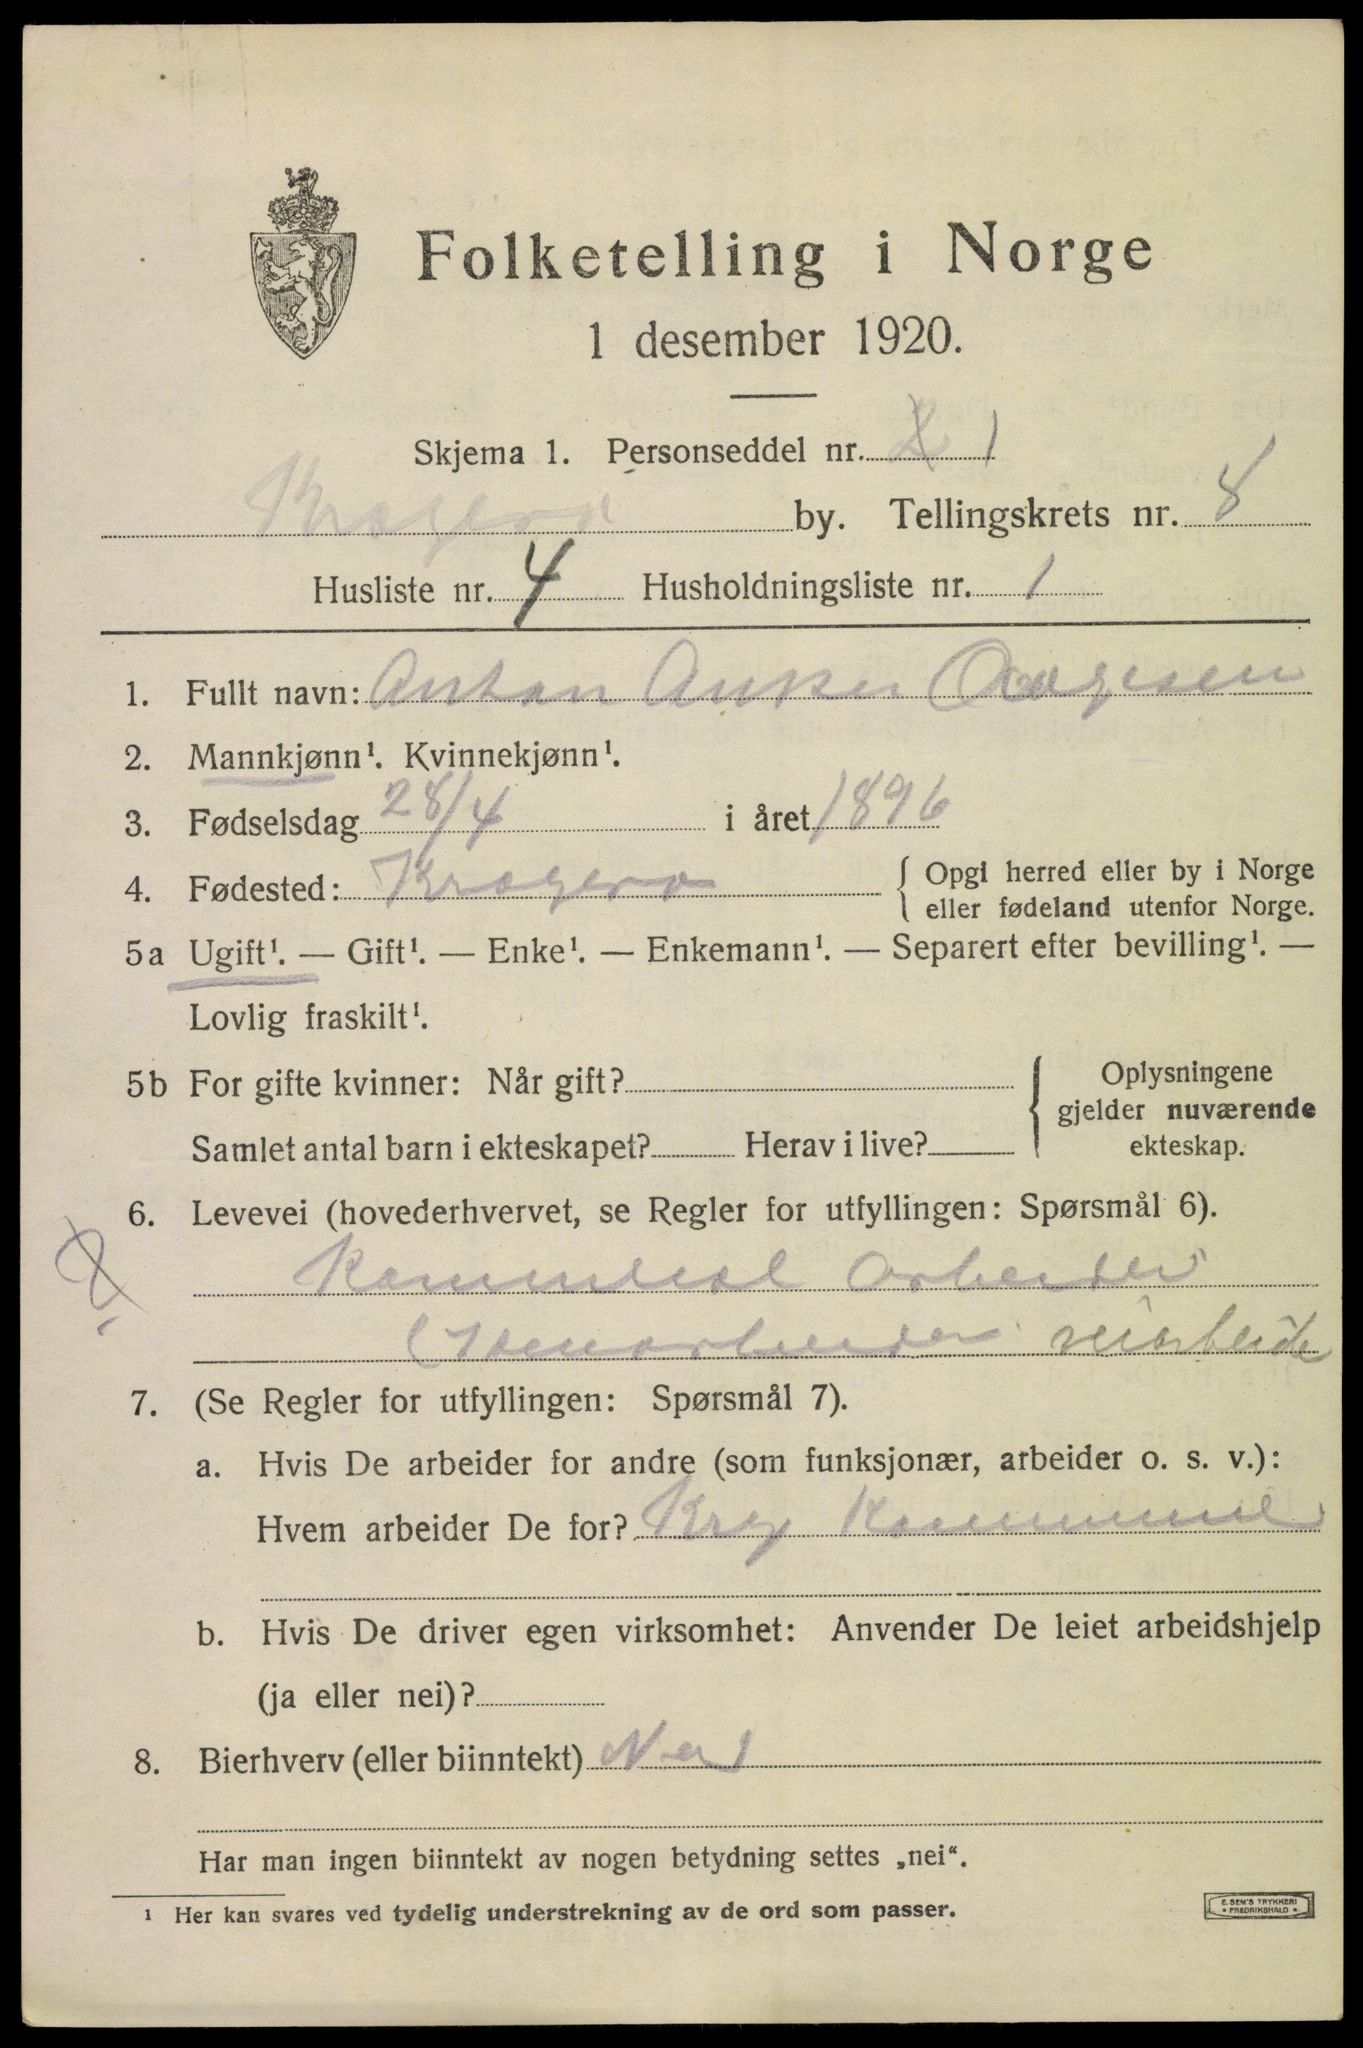 Folketelling i Norge
1 desember 1920.
Skjema 1. Personseddel nr. 1
Kragerø by. Tellingskrets nr. 8
Husliste nr. 4 Husholdningsliste nr. 1
1. Fullt navn: Anton Anker Aagesen
2. Mannkjønn¹. Kvinnekjønn¹.
3. Fødselsdag 28/4 i året 1896
4. Fødested: Kragerø { Opgi herred eller by i Norge
eller fødeland utenfor Norge.
5a Ugift¹. — Gift¹. — Enke¹. — Enkemann¹. — Separert efter bevilling¹. —
Lovlig fraskilt¹.
5b For gifte kvinner: Når gift? { Oplysningene
gjelder nuværende
Samlet antal barn i ekteskapet? Herav i live? ekteskap.
6. Levevei (hovederhvervet, se Regler for utfyllingen: Spørsmål 6).
Kommunal Arbeider
veiarbeide
7. (Se Regler for utfyllingen: Spørsmål 7).
a. Hvis De arbeider for andre (som funksjonær, arbeider o. s. v.):
Hvem arbeider De for? Krag Kommune
b. Hvis De driver egen virksomhet: Anvender De leiet arbeidshjelp
(ja eller nei)?
8. Bierhverv (eller biinntekt) Nei
Har man ingen biinntekt av nogen betydning settes „nei“.
¹ Her kan svares ved tydelig understrekning av de ord som passer.
E. SEM'S TRYKKERI
• FREDRIKSHALD •